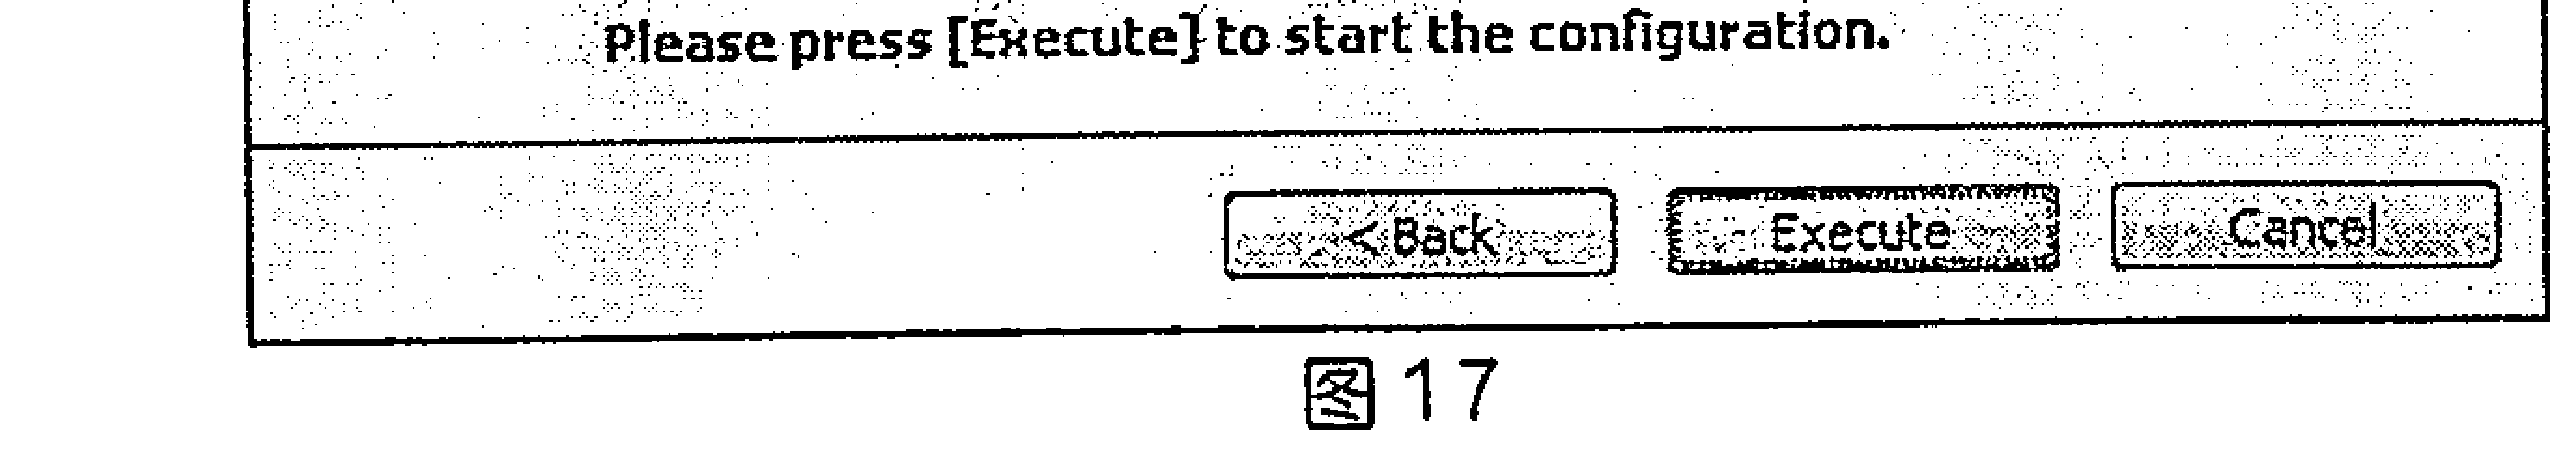 Please press [Execute] to start the configuration.
< Back Execute Cancel
图 17